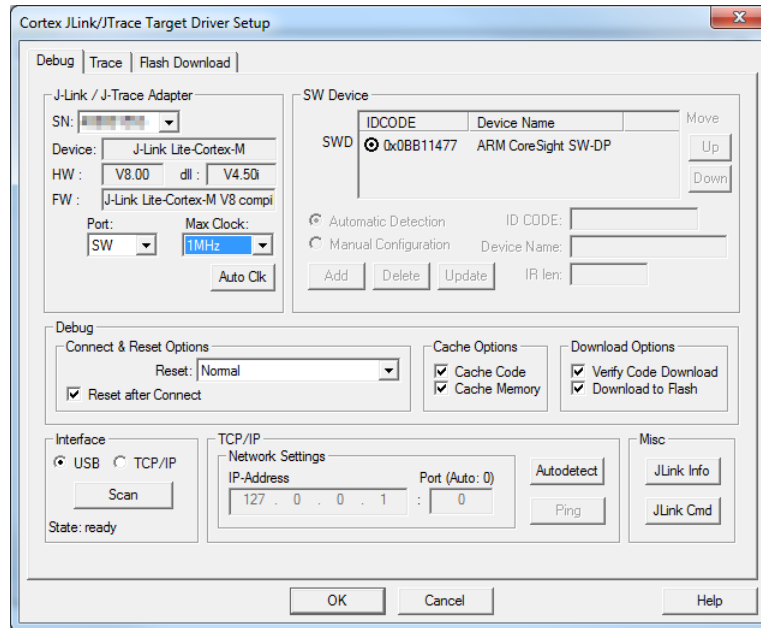 Cortex JLink/JTrace Target Driver Setup
Debug
Trace
Flash Download
J-Link / J-Trace Adapter
SN:
Device: J-Link Lite-Cortex-M
HW : V8.00 dll : V4.50i
FW : J-Link Lite-Cortex-M V8 compi
Port: Max Clock:
SW 1MHz
Auto Clk
SW Device
IDCODE Device Name Move
SWD 0x0BB11477 ARM CoreSight SW-DP Up
Down
Automatic Detection ID CODE:
Manual Configuration Device Name:
Add Delete Update IR len:
Debug
Connect & Reset Options
Reset: Normal
Reset after Connect
Cache Options
Cache Code
Cache Memory
Download Options
Verify Code Download
Download to Flash
Interface
USB TCP/IP
Scan
State: ready
TCP/IP
Network Settings
IP-Address Port (Auto: 0)
127 . 0 . 0 . 1 : 0
Autodetect
Ping
Misc
JLink Info
JLink Cmd
OK Cancel Help